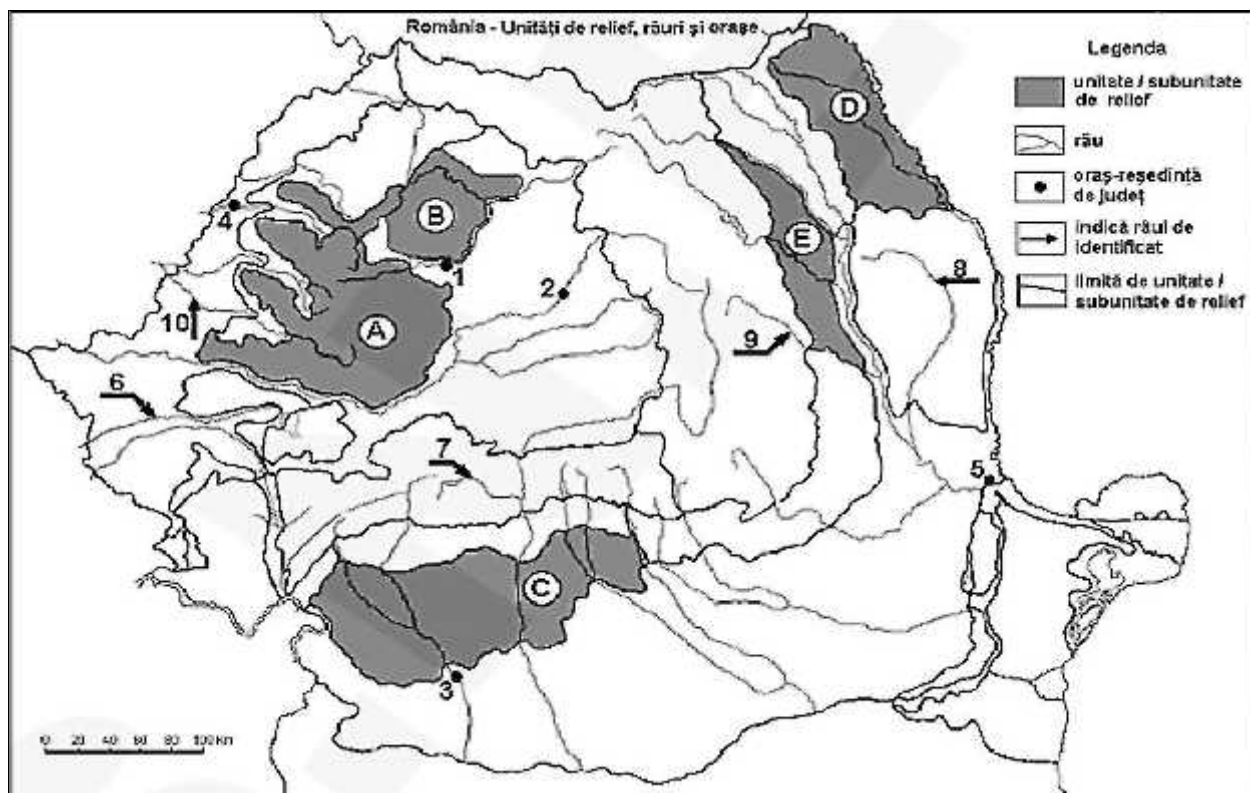 România - Unități de relief, râuri și orașe
Legenda
unitate / subunitate
de relief
râu
oraș-reședință
de județ
indică râul de
identificat
limită de unitate /
subunitate de relief
D
B
4
E
1
8
2
10
A
9
6
7
5
C
3
0 20 40 60 80 100 Km